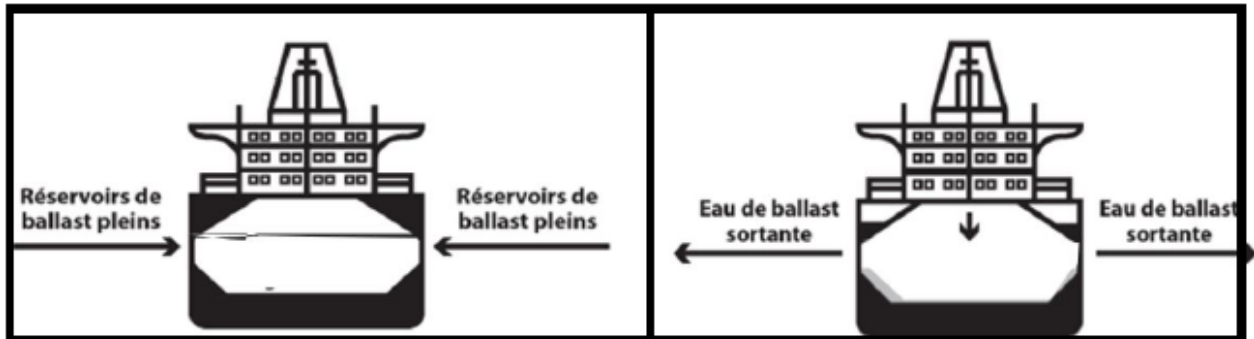 Réservoirs de
ballast pleins
Réservoirs de
ballast pleins
Eau de ballast
sortante
Eau de ballast
sortante